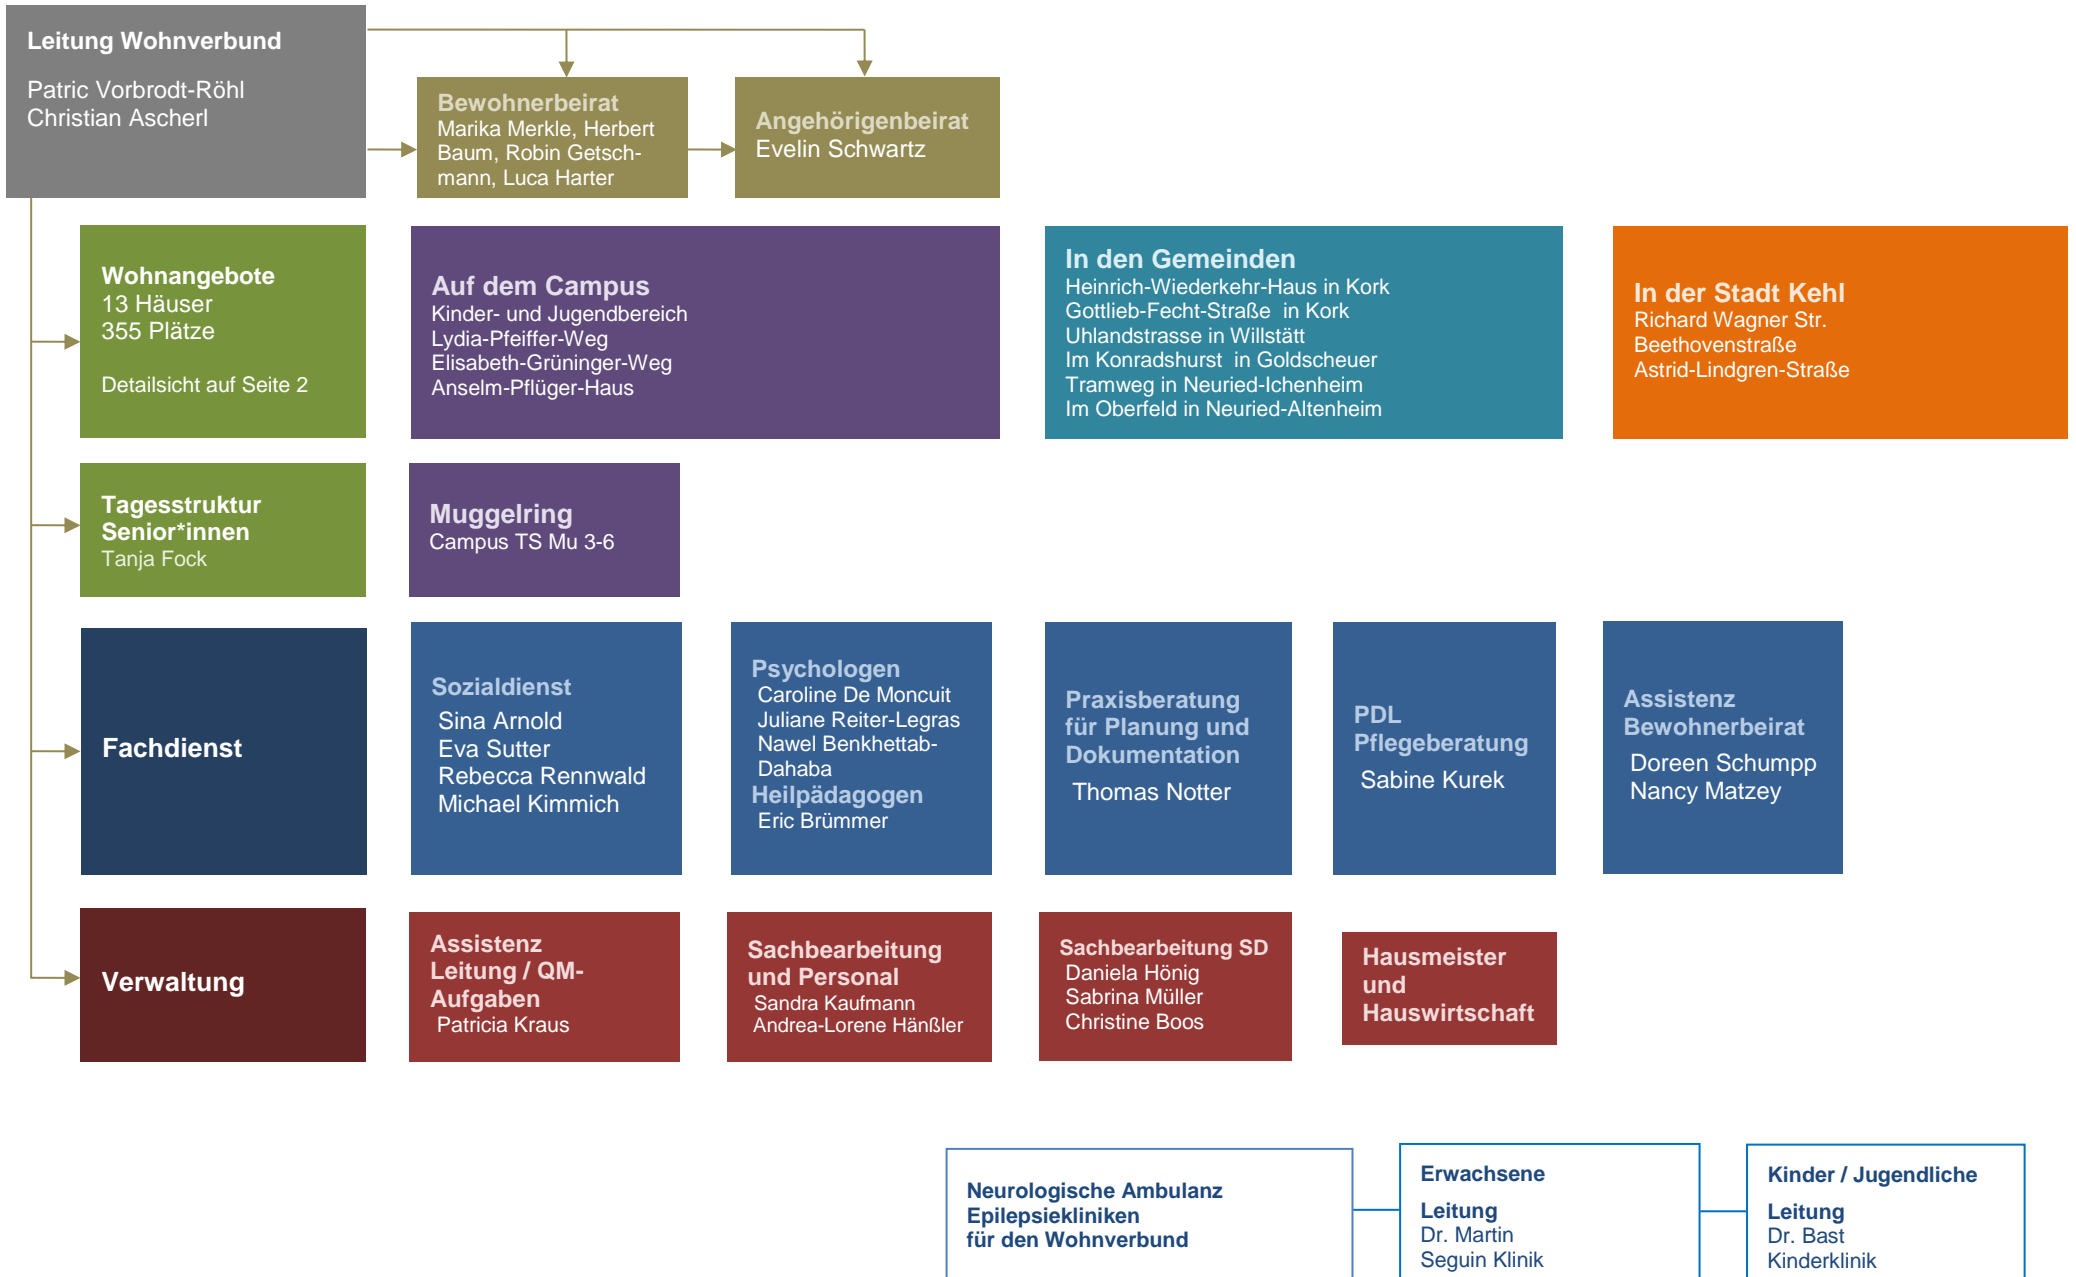 Leitung Wohnverbund
Patric Vorbrodt-Röhl
Christian Ascherl
Bewohnerbeirat
Marika Merkle, Herbert
Baum, Robin Getsch-
mann, Luca Harter
Angehörigenbeirat
Evelin Schwartz
Wohnangebote
13 Häuser
355 Plätze
Detailsicht auf Seite 2
Auf dem Campus
Kinder- und Jugendbereich
Lydia-Pfeiffer-Weg
Elisabeth-Grüninger-Weg
Anselm-Pflüger-Haus
In den Gemeinden
Heinrich-Wiederkehr-Haus in Kork
Gottlieb-Fecht-Straße in Kork
Uhlandstrasse in Willstätt
Im Konradshurst in Goldscheuer
Tramweg in Neuried-Ichenheim
Im Oberfeld in Neuried-Altenheim
In der Stadt Kehl
Richard Wagner Str.
Beethovenstraße
Astrid-Lindgren-Straße
Tagesstruktur
Senior*innen
Tanja Fock
Muggelring
Campus TS Mu 3-6
Fachdienst
Sozialdienst
Sina Arnold
Eva Sutter
Rebecca Rennwald
Michael Kimmich
Psychologen
Caroline De Moncuit
Juliane Reiter-Legras
Nawel Benkhettab-
Dahaba
Heilpädagogen
Eric Brümmer
Praxisberatung
für Planung und
Dokumentation
Thomas Notter
PDL
Pflegeberatung
Sabine Kurek
Assistenz
Bewohnerbeirat
Doreen Schumpp
Nancy Matzey
Verwaltung
Assistenz
Leitung / QM-
Aufgaben
Patricia Kraus
Sachbearbeitung
und Personal
Sandra Kaufmann
Andrea-Lorene Hänßler
Sachbearbeitung SD
Daniela Hönig
Sabrina Müller
Christine Boos
Hausmeister
und
Hauswirtschaft
Neurologische Ambulanz
Epilepsiekliniken
für den Wohnverbund
Erwachsene
Leitung
Dr. Martin
Seguin Klinik
Kinder / Jugendliche
Leitung
Dr. Bast
Kinderklinik